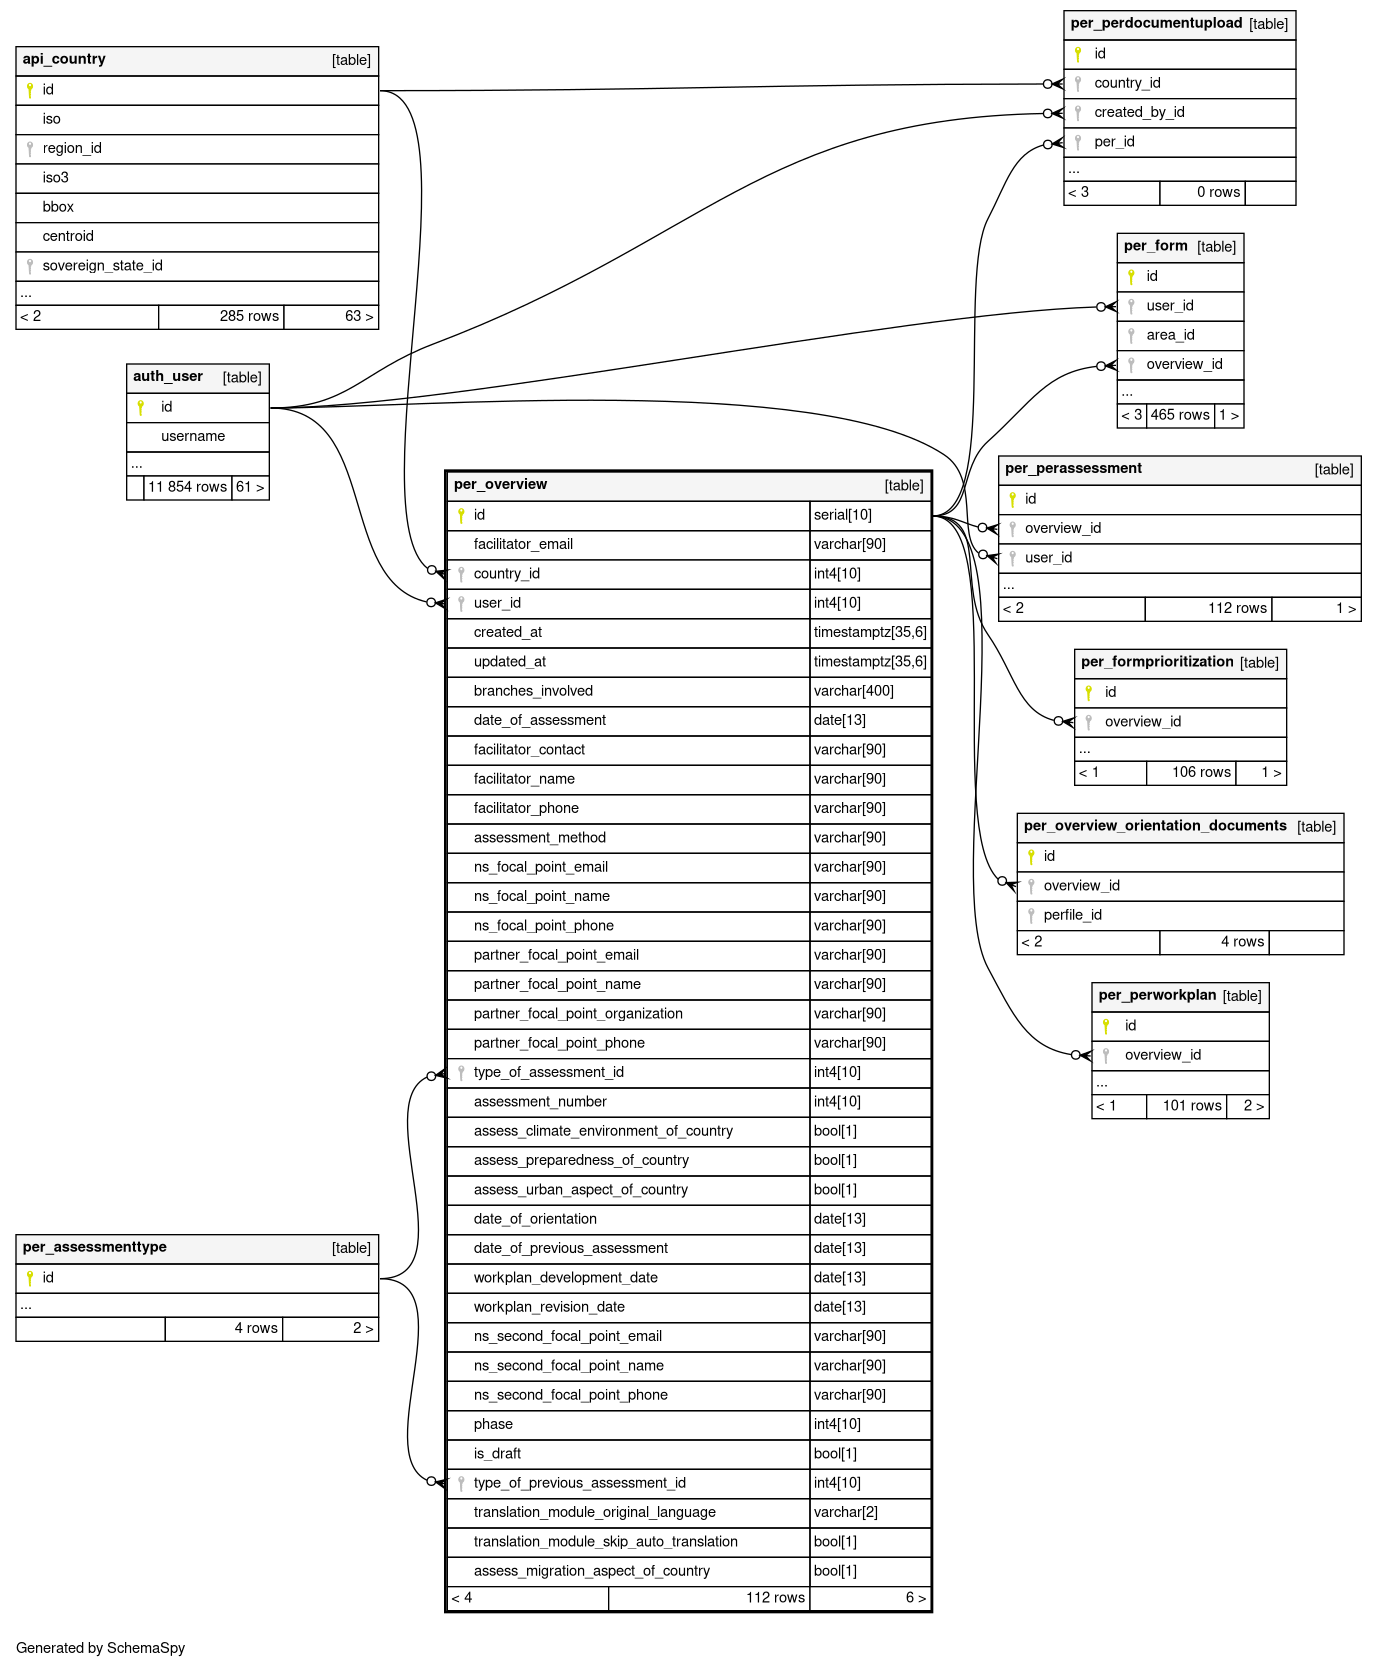 api_country [table]
id
iso
region_id
iso3
bbox
centroid
sovereign_state_id
...
< 2 285 rows 63 >
auth_user [table]
id
username
...
11 854 rows 61 >
per_assessmenttype [table]
id
...
4 rows 2 >
per_overview [table]
id serial[10]
facilitator_email varchar[90]
country_id int4[10]
user_id int4[10]
created_at timestamptz[35,6]
updated_at timestamptz[35,6]
branches_involved varchar[400]
date_of_assessment date[13]
facilitator_contact varchar[90]
facilitator_name varchar[90]
facilitator_phone varchar[90]
assessment_method varchar[90]
ns_focal_point_email varchar[90]
ns_focal_point_name varchar[90]
ns_focal_point_phone varchar[90]
partner_focal_point_email varchar[90]
partner_focal_point_name varchar[90]
partner_focal_point_organization varchar[90]
partner_focal_point_phone varchar[90]
type_of_assessment_id int4[10]
assessment_number int4[10]
assess_climate_environment_of_country bool[1]
assess_preparedness_of_country bool[1]
assess_urban_aspect_of_country bool[1]
date_of_orientation date[13]
date_of_previous_assessment date[13]
workplan_development_date date[13]
workplan_revision_date date[13]
ns_second_focal_point_email varchar[90]
ns_second_focal_point_name varchar[90]
ns_second_focal_point_phone varchar[90]
phase int4[10]
is_draft bool[1]
type_of_previous_assessment_id int4[10]
translation_module_original_language varchar[2]
translation_module_skip_auto_translation bool[1]
assess_migration_aspect_of_country bool[1]
< 4 112 rows 6 >
per_perdocumentupload [table]
id
country_id
created_by_id
per_id
...
< 3 0 rows
per_form [table]
id
user_id
area_id
overview_id
...
< 3 465 rows 1 >
per_perassessment [table]
id
overview_id
user_id
...
< 2 112 rows 1 >
per_formprioritization [table]
id
overview_id
...
< 1 106 rows 1 >
per_overview_orientation_documents [table]
id
overview_id
perfile_id
< 2 4 rows
per_perworkplan [table]
id
overview_id
...
< 1 101 rows 2 >
Generated by SchemaSpy